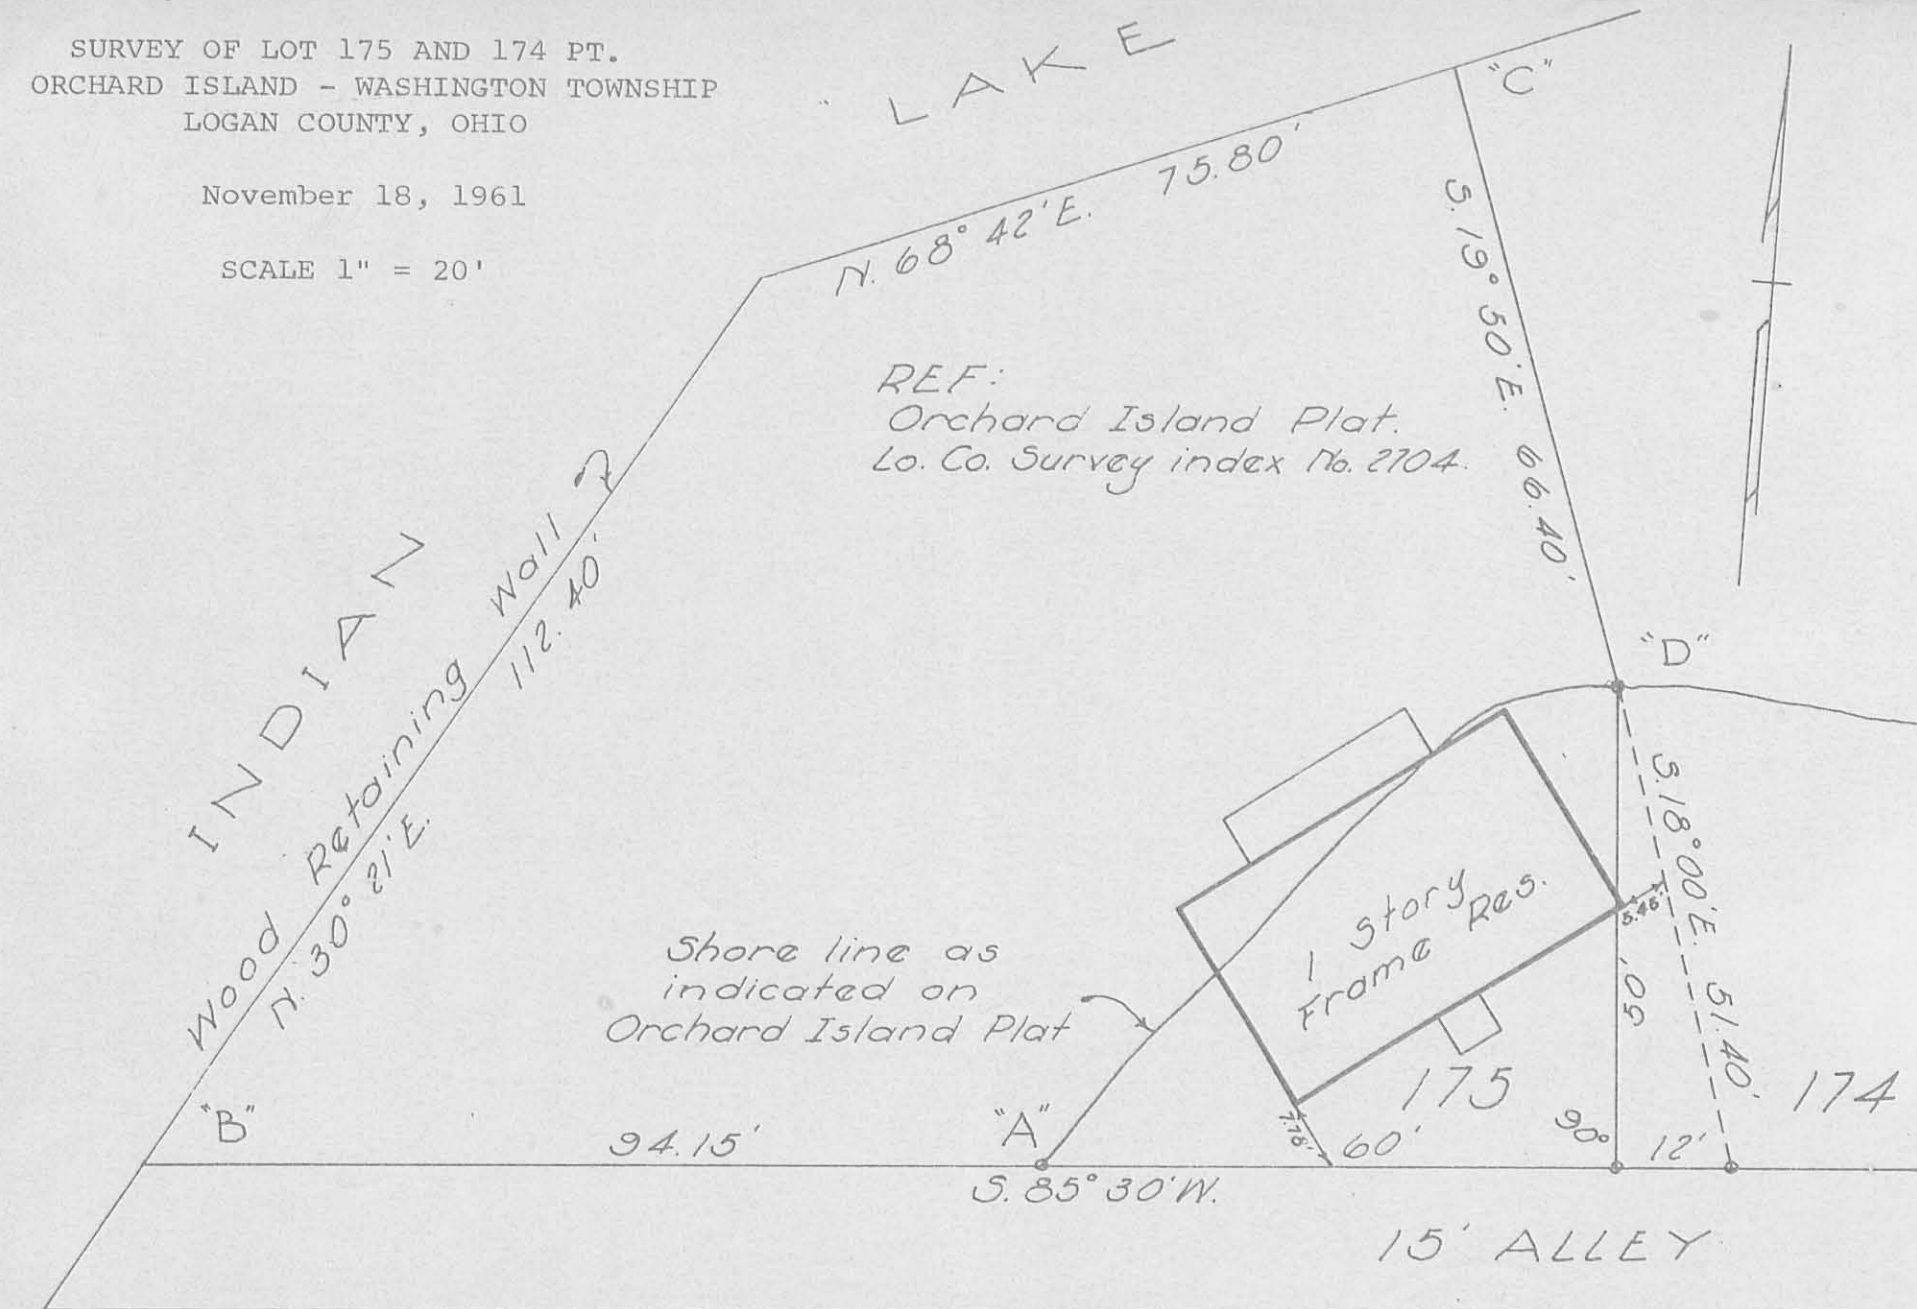 SURVEY OF LOT 175 AND 174 PT.
ORCHARD ISLAND - WASHINGTON TOWNSHIP
LOGAN COUNTY, OHIO
November 18, 1961
SCALE 1" = 20'
INDIAN LAKE
"C"
N. 68° 42' E. 75.80'
S. 19° 50' E. 66.40'
REF:
Orchard Island Plat.
Lo. Co. Survey index No. 2704.
Wood Retaining Wall
N. 30° 21' E. 112.40'
"D"
S. 18° 00' E. 51.40'
1 Story
Frame Res.
5.45'
50'
Shore line as
indicated on
Orchard Island Plat
175
174
"B"
94.15'
"A"
7.78'
60'
90°
12'
S. 85° 30' W.
15' ALLEY